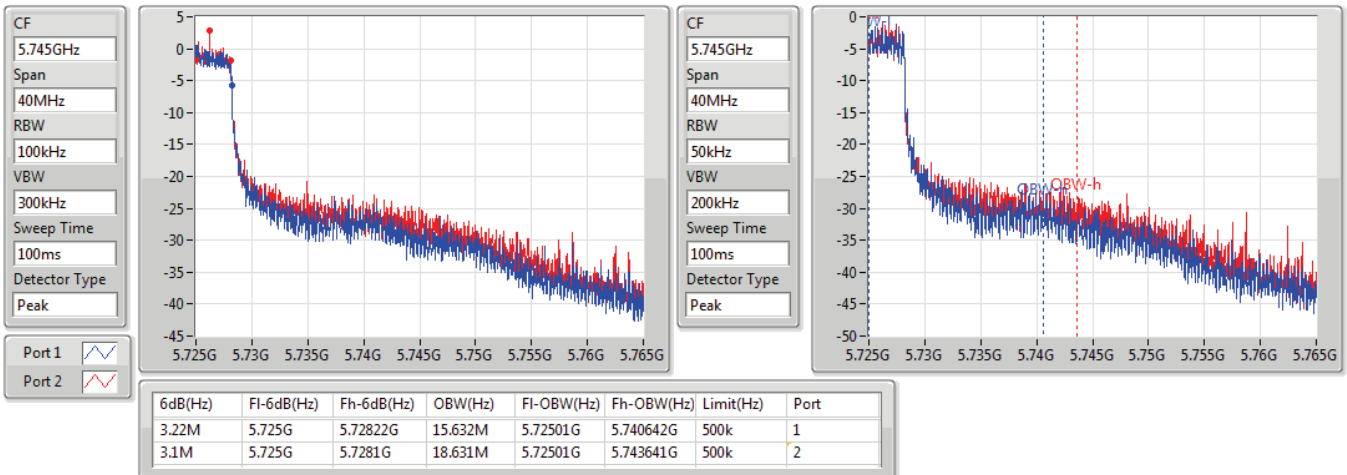 CF
5.745GHz
Span
40MHz
RBW
100kHz
VBW
300kHz
Sweep Time
100ms
Detector Type
Peak
Port 1
Port 2
5
0
-5
-10
-15
-20
-25
-30
-35
-40
-45
5.725G 5.73G 5.735G 5.74G 5.745G 5.75G 5.755G 5.76G 5.765G
CF
5.745GHz
Span
40MHz
RBW
50kHz
VBW
200kHz
Sweep Time
100ms
Detector Type
Peak
0
-5
-10
-15
-20
-25
-30
-35
-40
-45
-50
OBW-h
5.725G 5.73G 5.735G 5.74G 5.745G 5.75G 5.755G 5.76G 5.765G
6dB(Hz) Fl-6dB(Hz) Fh-6dB(Hz) OBW(Hz) Fl-OBW(Hz) Fh-OBW(Hz) Limit(Hz) Port
3.22M 5.725G 5.72822G 15.632M 5.72501G 5.740642G 500k 1
3.1M 5.725G 5.7281G 18.631M 5.72501G 5.743641G 500k 2